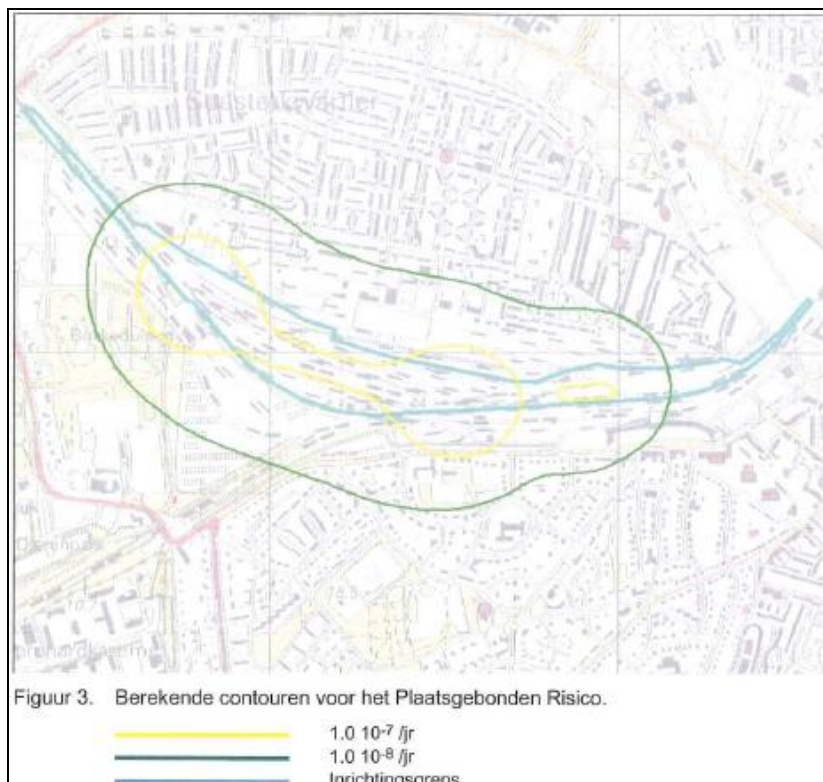 Figuur 3. Berekende contouren voor het Plaatsgebonden Risico.
1.0 10-7 /jr
1.0 10-8 /jr
Inrichtingsgrens